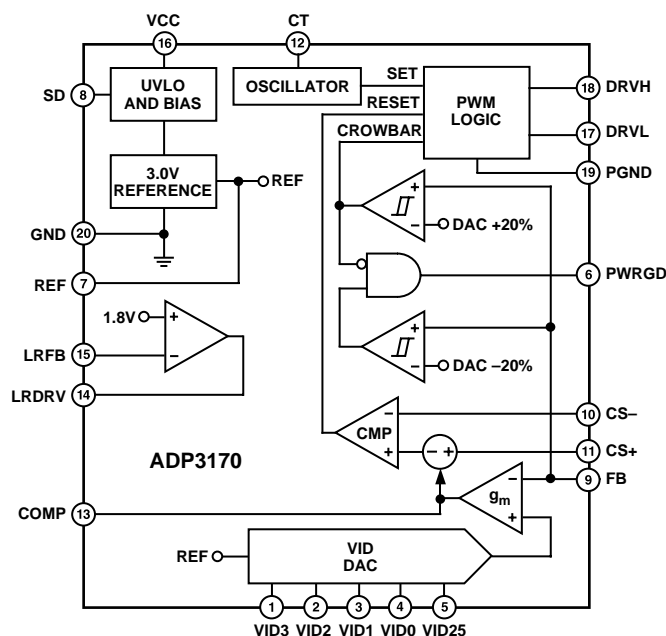 VCC
CT
16
12
SD
8
UVLO
AND BIAS
OSCILLATOR
SET
RESET
CROWBAR
PWM
LOGIC
18
DRVH
17
DRVL
19
PGND
3.0V
REFERENCE
REF
GND
20
REF
7
+
−
DAC +20%
6
PWRGD
1.8V
+
−
LRFB
15
LRDRV
14
+
−
DAC −20%
−
CMP
+
− +
10
CS−
11
CS+
9
FB
ADP3170
COMP
13
−
gm
+
REF
VID
DAC
1
2
3
4
5
VID3
VID2
VID1
VID0
VID25